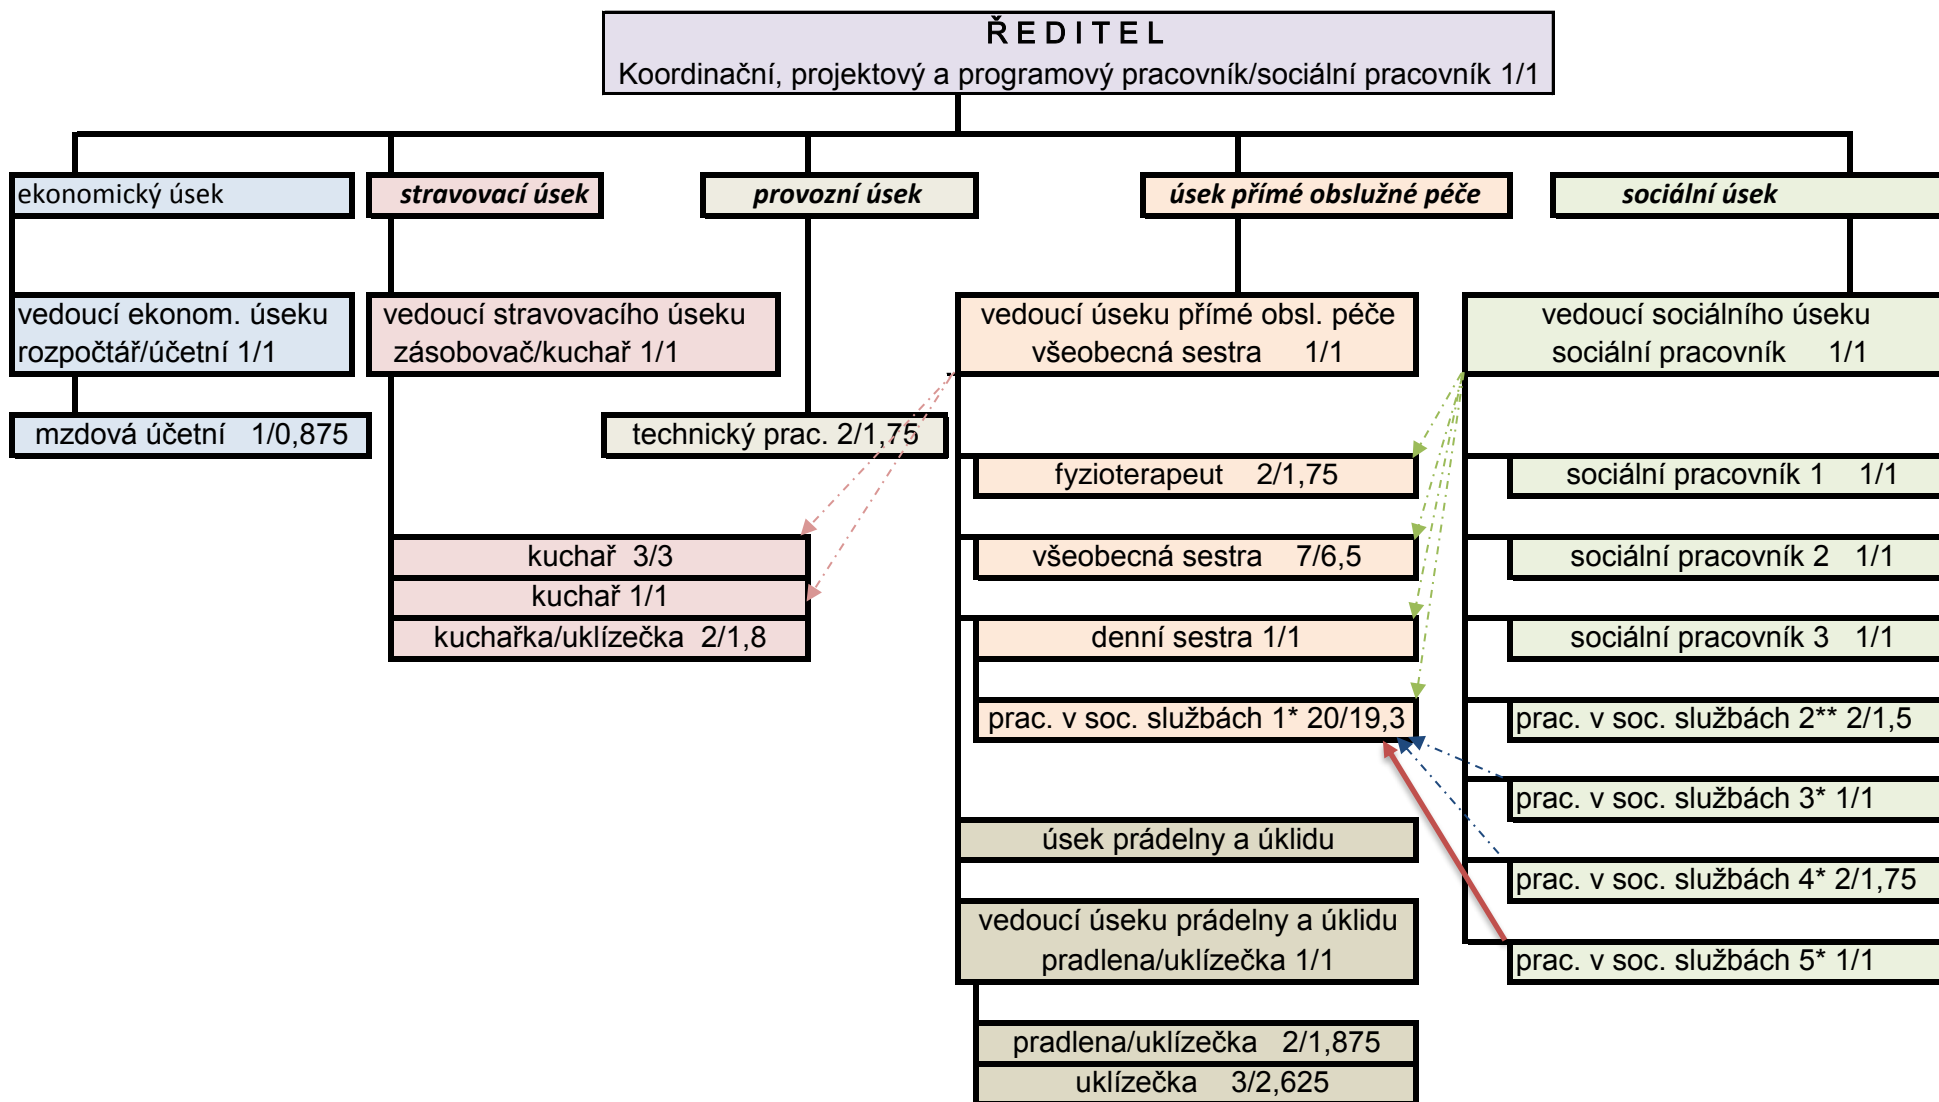 Ř E D I T E L
Koordinační, projektový a programový pracovník/sociální pracovník 1/1
ekonomický úsek
stravovací úsek
provozní úsek
úsek přímé obslužné péče
sociální úsek
vedoucí ekonom. úseku
rozpočtář/účetní 1/1
vedoucí stravovacího úseku
zásobovač/kuchař 1/1
vedoucí úseku přímé obsl. péče
všeobecná sestra 1/1
vedoucí sociálního úseku
sociální pracovník 1/1
mzdová účetní 1/0,875
technický prac. 2/1,75
fyzioterapeut 2/1,75
sociální pracovník 1 1/1
kuchař 3/3
kuchař 1/1
kuchařka/uklízečka 2/1,8
všeobecná sestra 7/6,5
sociální pracovník 2 1/1
denní sestra 1/1
sociální pracovník 3 1/1
prac. v soc. službách 1* 20/19,3
prac. v soc. službách 2** 2/1,5
prac. v soc. službách 3* 1/1
úsek prádelny a úklidu
prac. v soc. službách 4* 2/1,75
vedoucí úseku prádelny a úklidu
pradlena/uklízečka 1/1
prac. v soc. službách 5* 1/1
pradlena/uklízečka 2/1,875
uklízečka 3/2,625